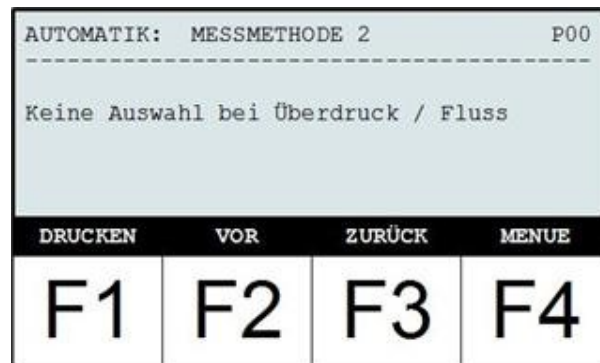 AUTOMATIK: MESSMETHODE 2 P00
------------------------------------------
Keine Auswahl bei Überdruck / Fluss
DRUCKEN VOR ZURÜCK MENUE
F1 F2 F3 F4